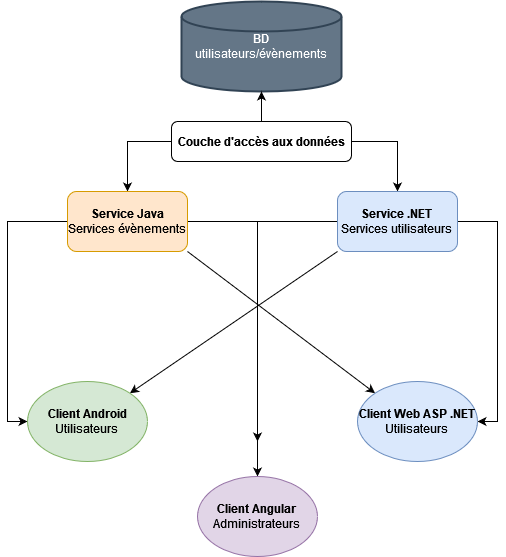 BD
utilisateurs/évènements
Couche d'accès aux données
Service Java
Services évènements
Service .NET
Services utilisateurs
Client Android
Utilisateurs
Client Web ASP .NET
Utilisateurs
Client Angular
Administrateurs